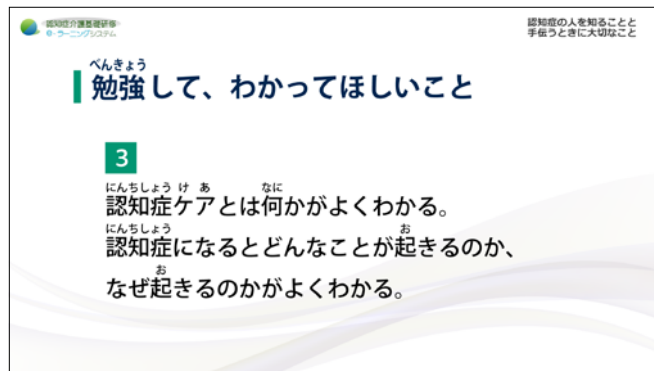 認知症介護基礎研修
e-ラーニングシステム
認知症の人を知ることと
手伝うときに大切なこと
べんきょう
勉強して、わかってほしいこと
3
にんちしょう け あ なに
認知症ケアとは何かがよくわかる。
にんちしょう お
認知症になるとどんなことが起きるのか、
お
なぜ起きるのかがよくわかる。